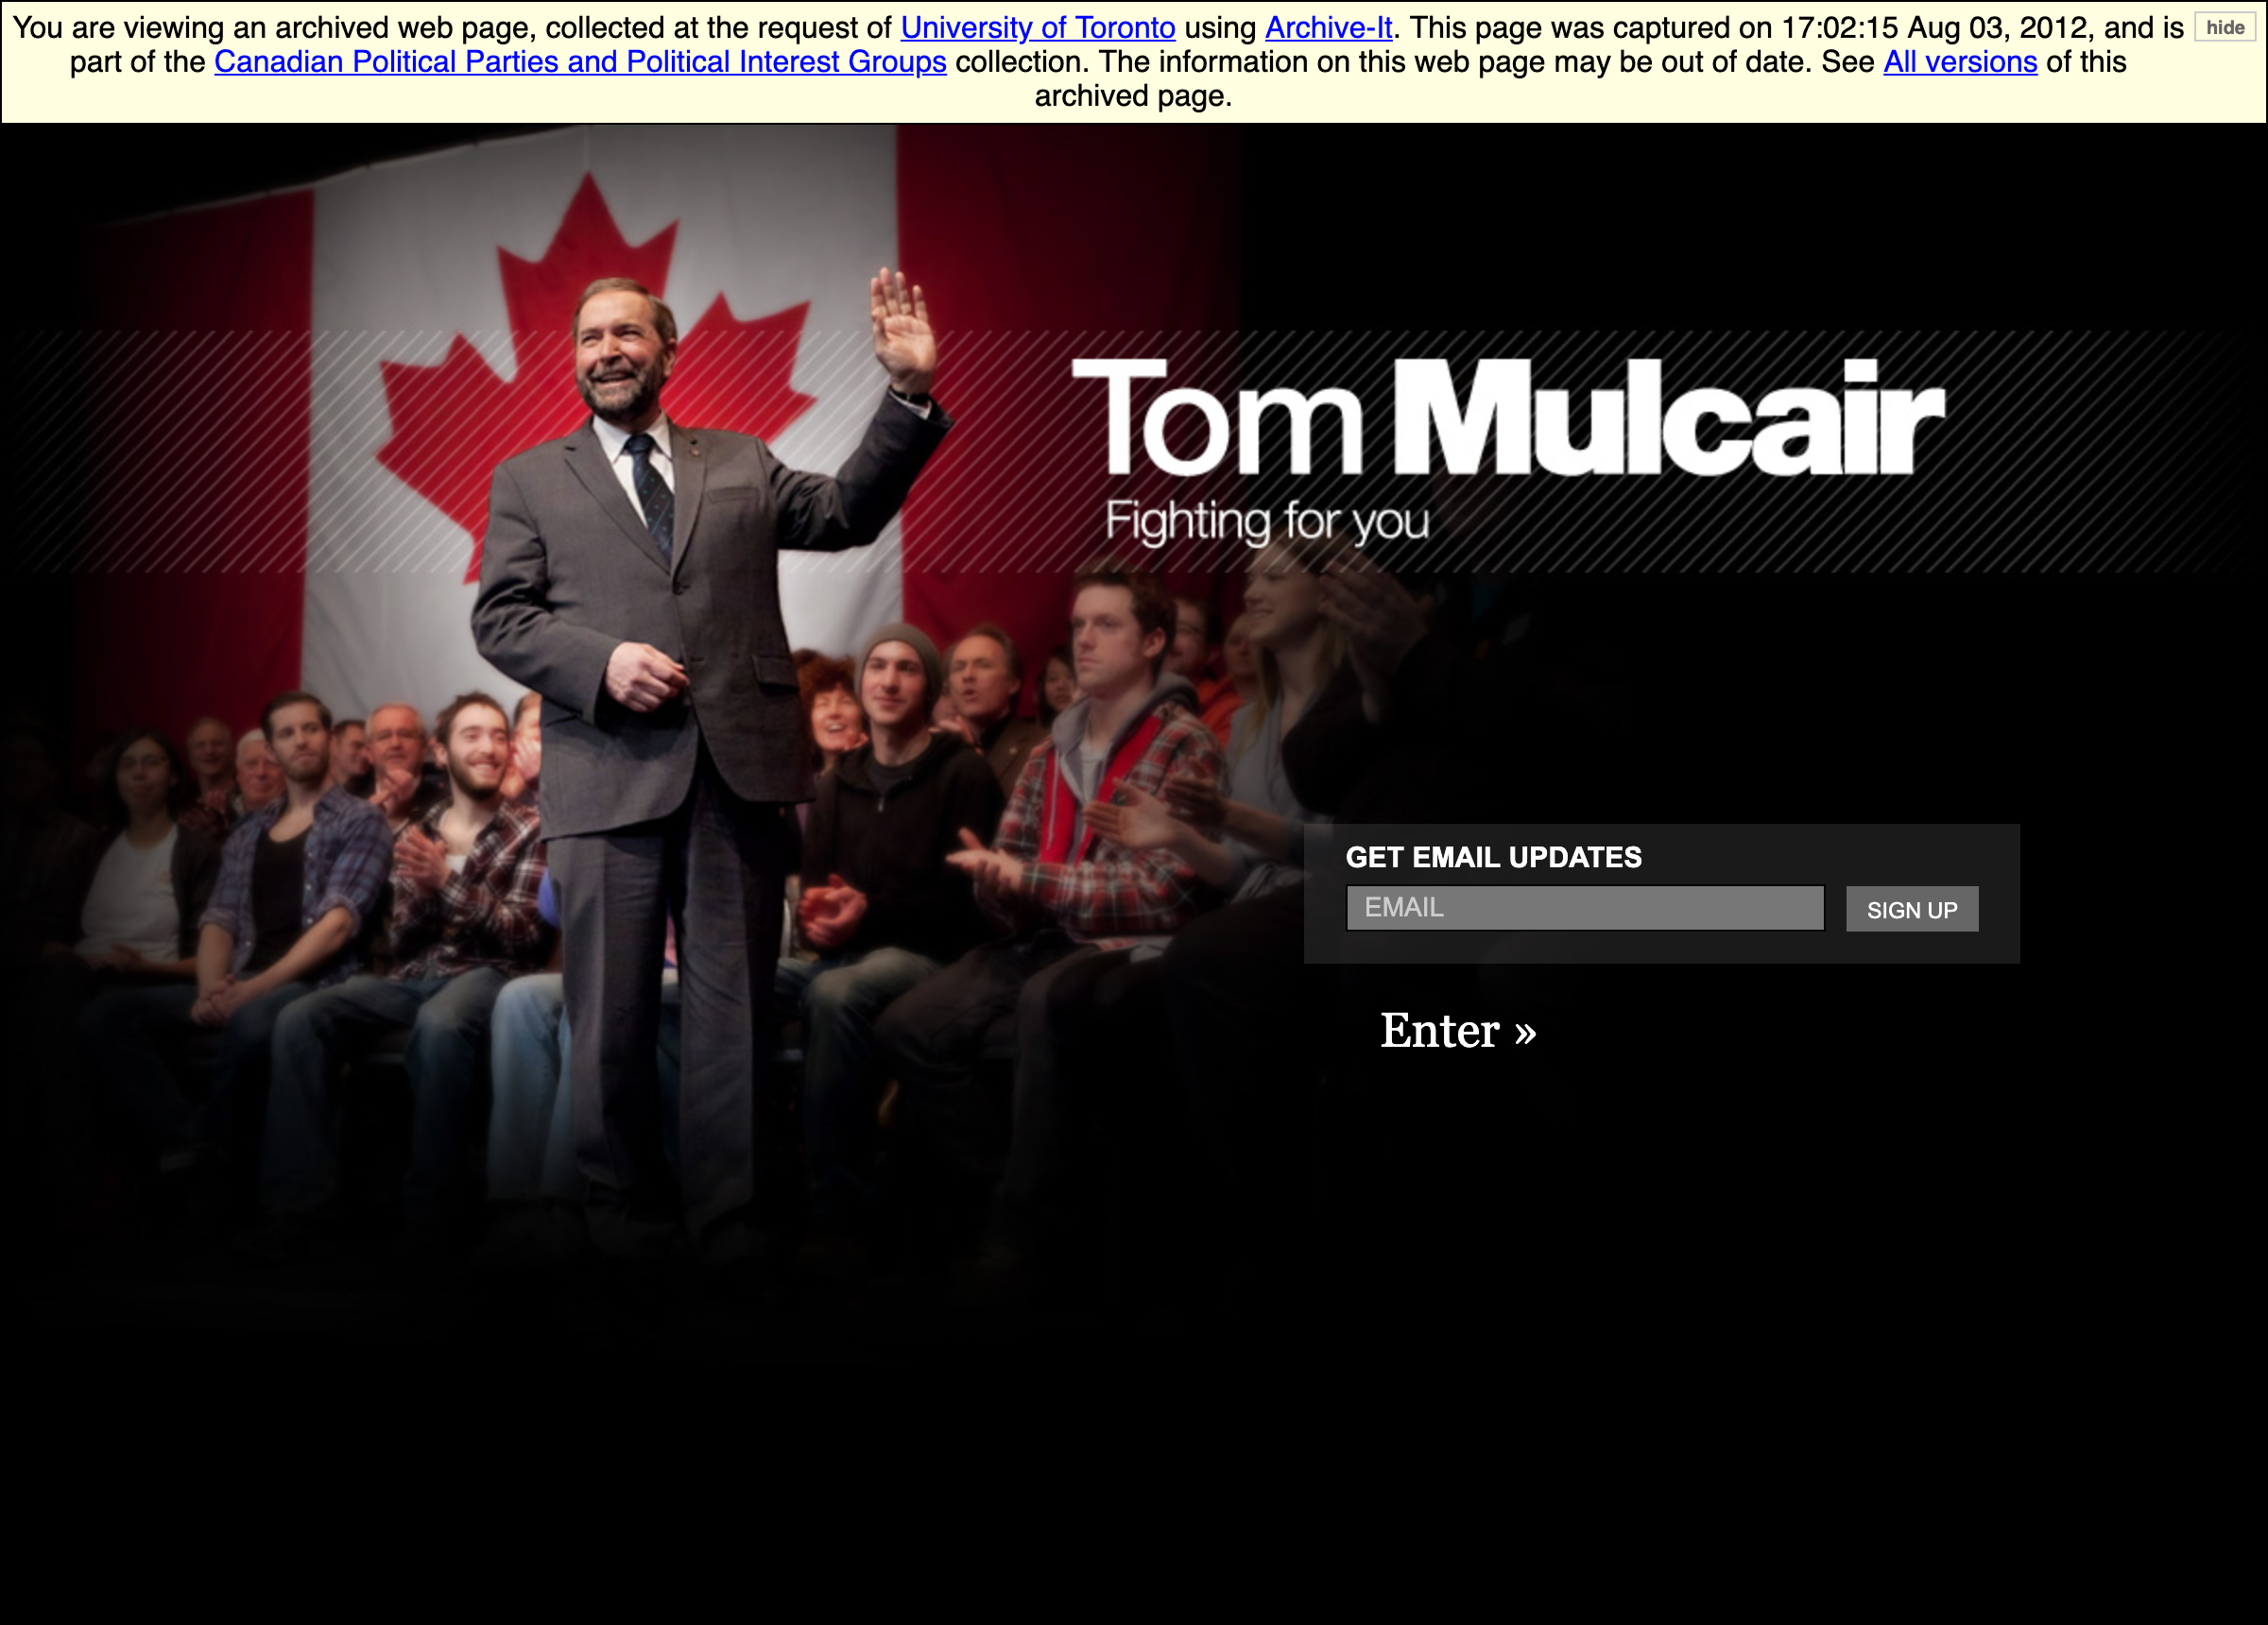 You are viewing an archived web page, collected at the request of University of Toronto using Archive-It. This page was captured on 17:02:15 Aug 03, 2012, and is
part of the Canadian Political Parties and Political Interest Groups collection. The information on this web page may be out of date. See All versions of this
archived page.
hide
Tom Mulcair
Fighting for you
GET EMAIL UPDATES
EMAIL
SIGN UP
Enter »